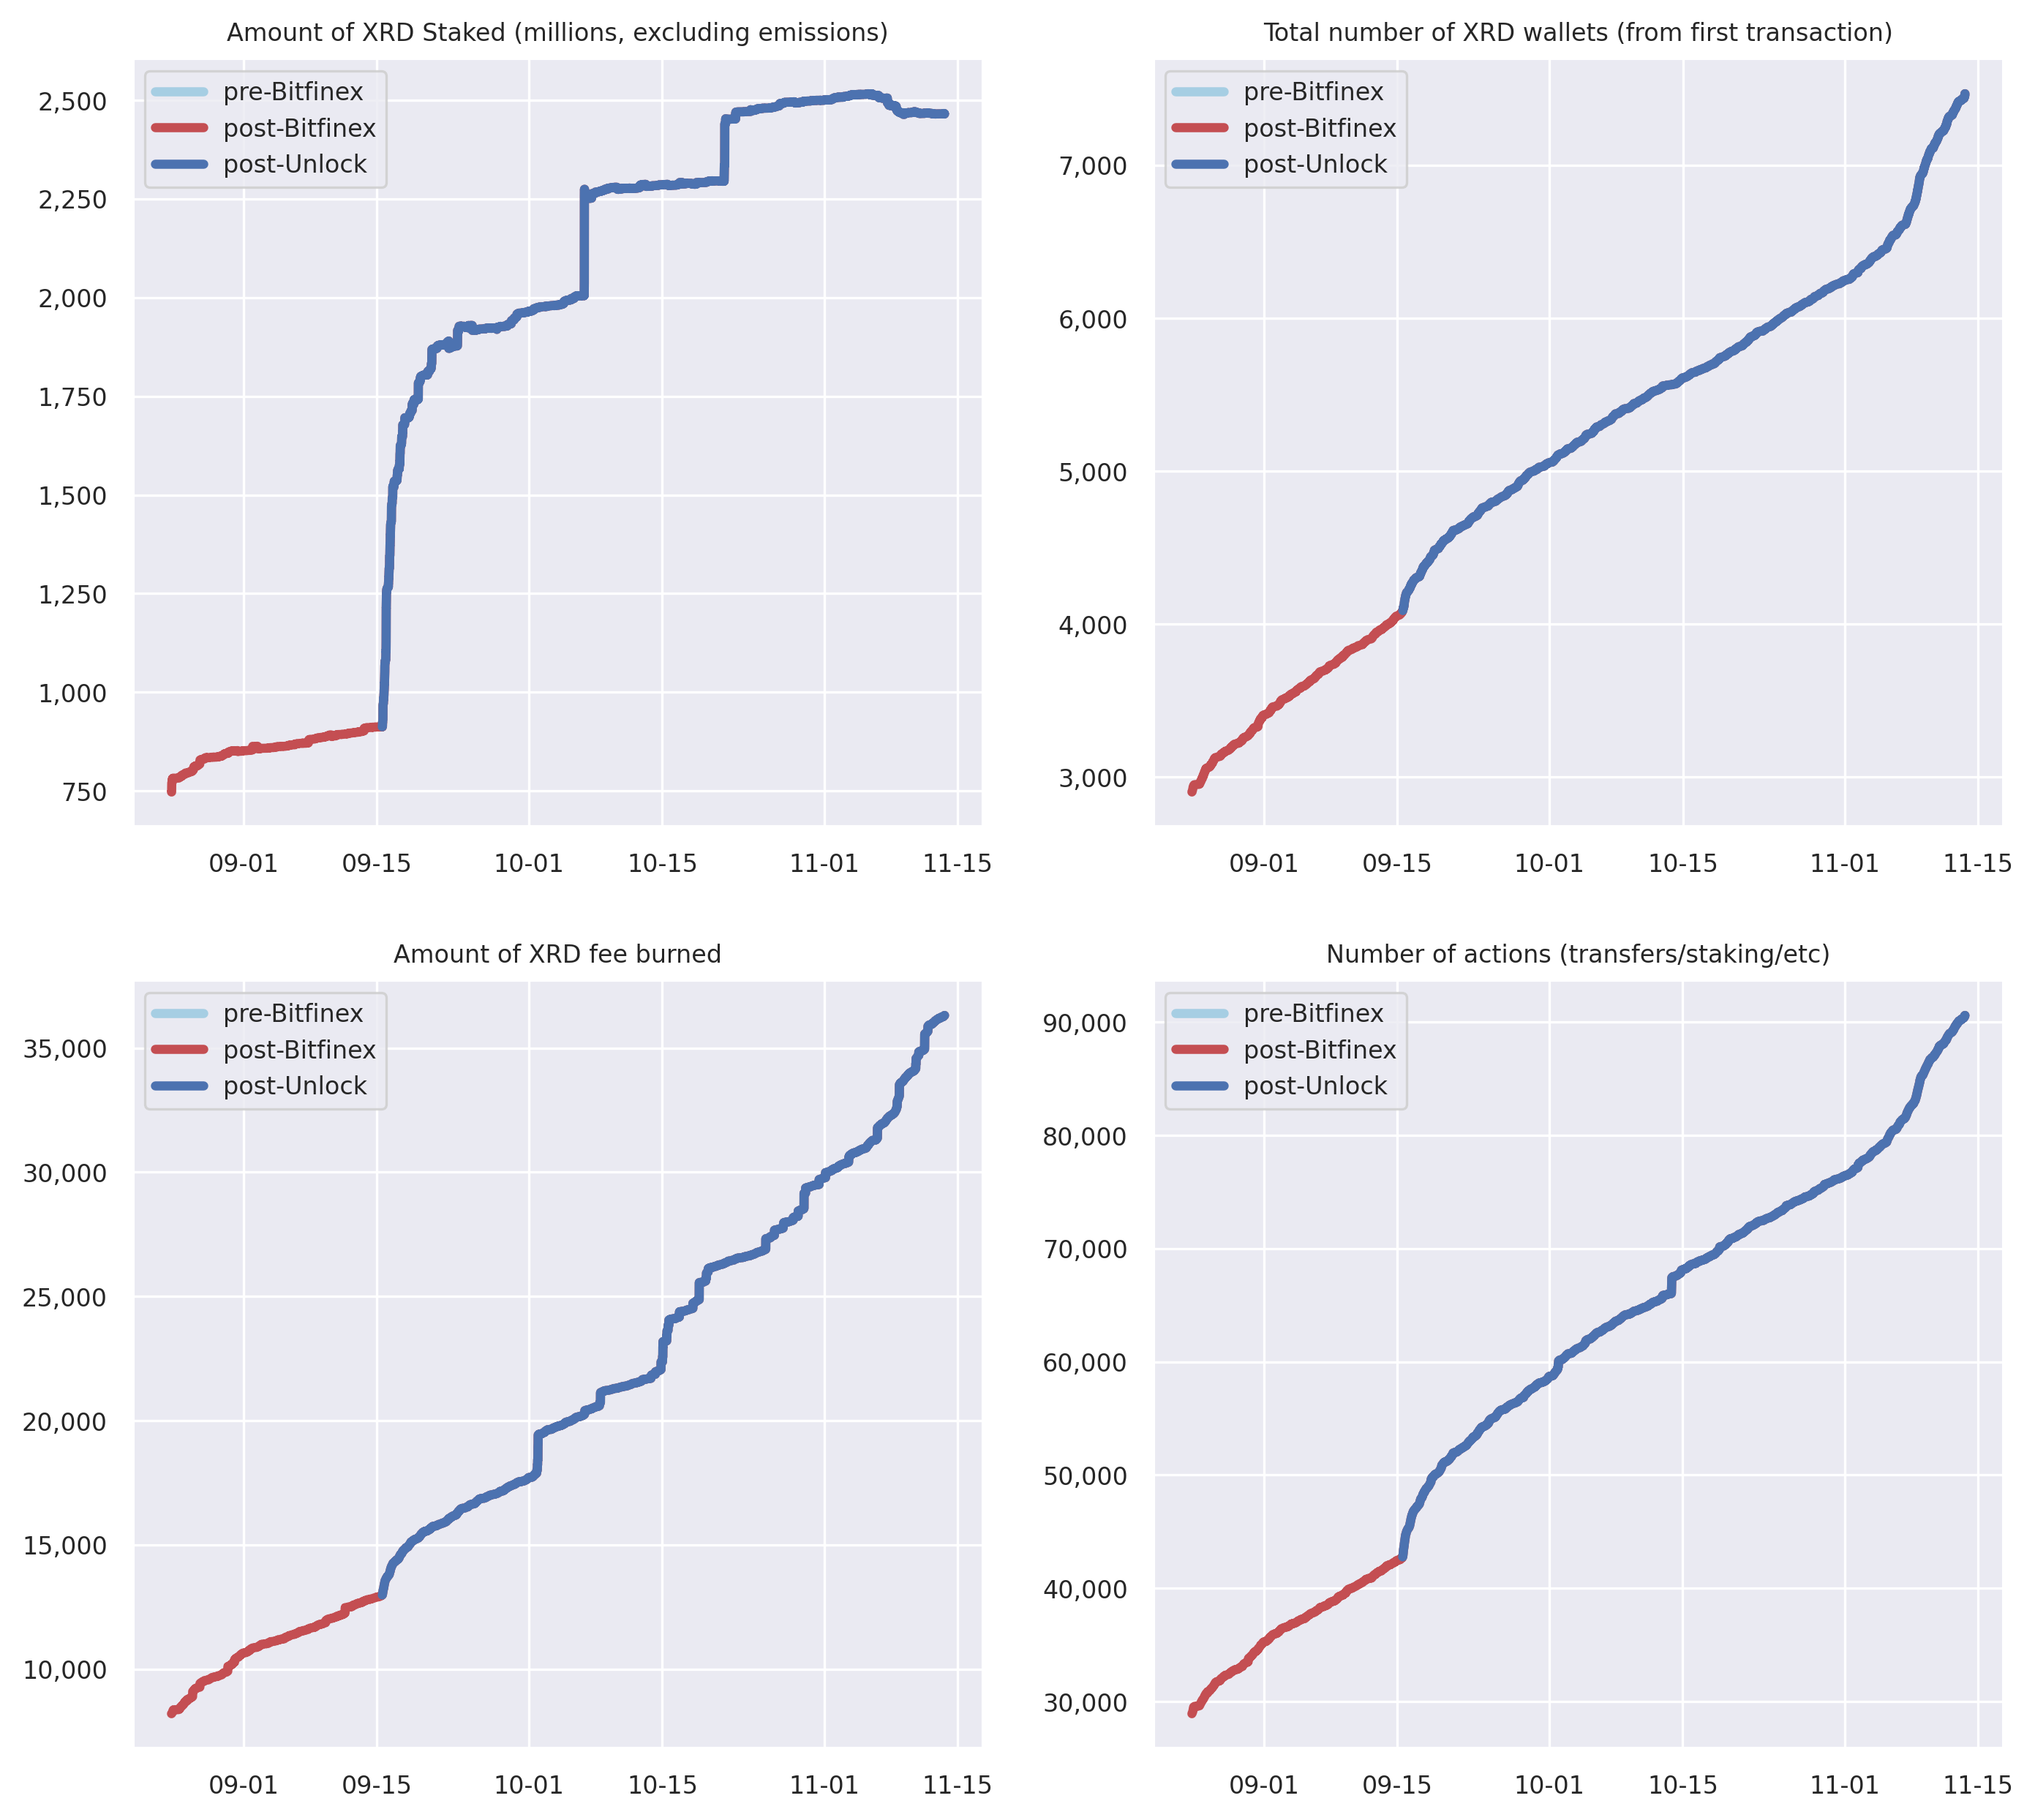 Amount of XRD Staked (millions, excluding emissions)
pre-Bitfinex
post-Bitfinex
post-Unlock
2,500
2,250
2,000
1,750
1,500
1,250
1,000
750
09-01 09-15 10-01 10-15 11-01 11-15
Total number of XRD wallets (from first transaction)
pre-Bitfinex
post-Bitfinex
post-Unlock
7,000
6,000
5,000
4,000
3,000
09-01 09-15 10-01 10-15 11-01 11-15
Amount of XRD fee burned
pre-Bitfinex
post-Bitfinex
post-Unlock
35,000
30,000
25,000
20,000
15,000
10,000
09-01 09-15 10-01 10-15 11-01 11-15
Number of actions (transfers/staking/etc)
pre-Bitfinex
post-Bitfinex
post-Unlock
90,000
80,000
70,000
60,000
50,000
40,000
30,000
09-01 09-15 10-01 10-15 11-01 11-15